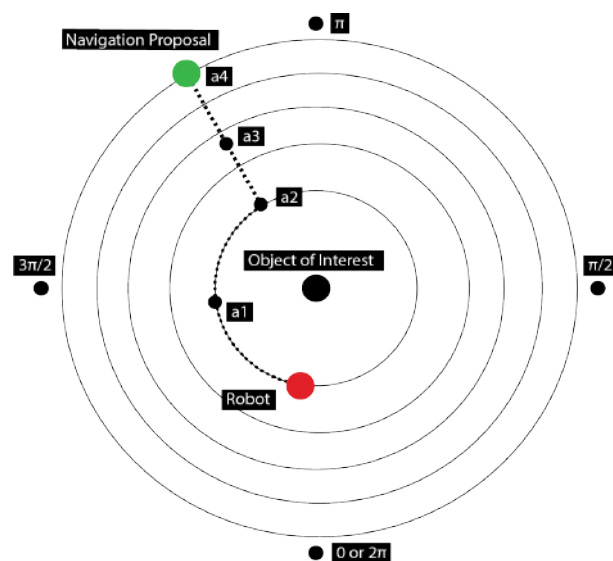 π
Navigation Proposal
a4
a3
a2
3π/2
Object of Interest
π/2
a1
Robot
0 or 2π